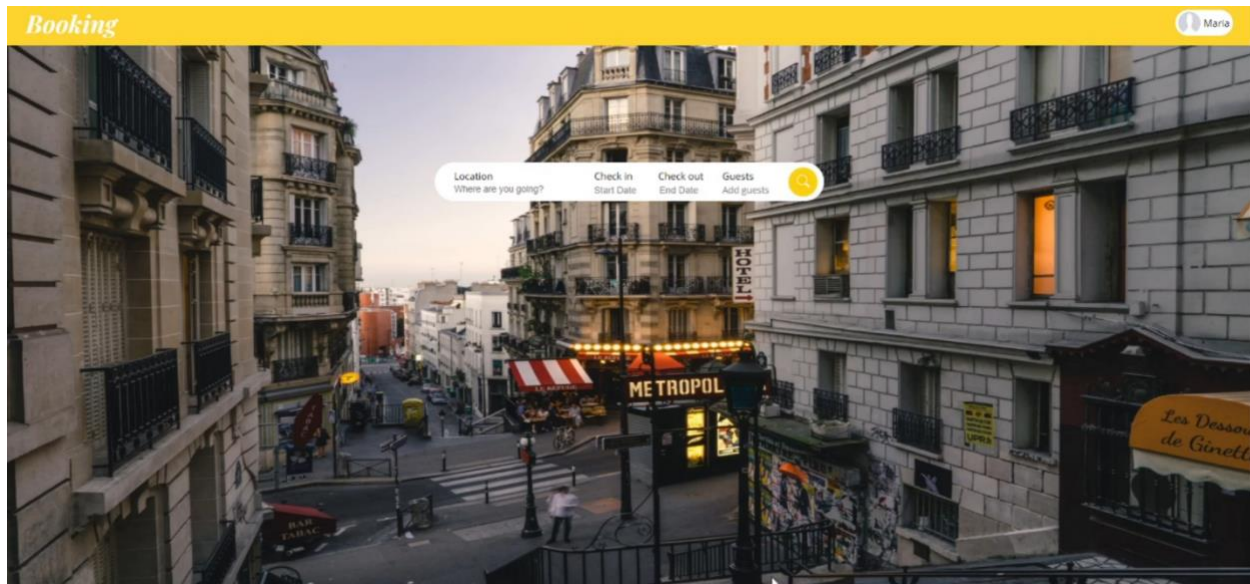 Booking
Maria
Location
Where are you going?
Check in
Start Date
Check out
End Date
Guests
Add guests
HOTEL
METROPOL
Les Dessou
de Ginett
UPR
BAR
TABAC